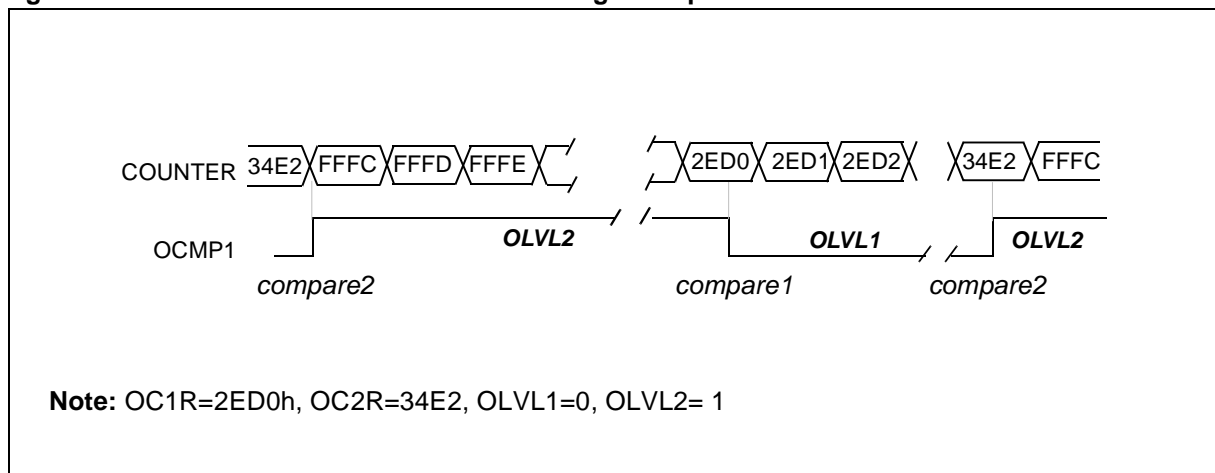 COUNTER 34E2 FFFC FFFD FFFE 2ED0 2ED1 2ED2 34E2 FFFC
OCMP1 OLVL2 OLVL1 OLVL2
compare2 compare1 compare2
Note: OC1R=2ED0h, OC2R=34E2, OLVL1=0, OLVL2= 1